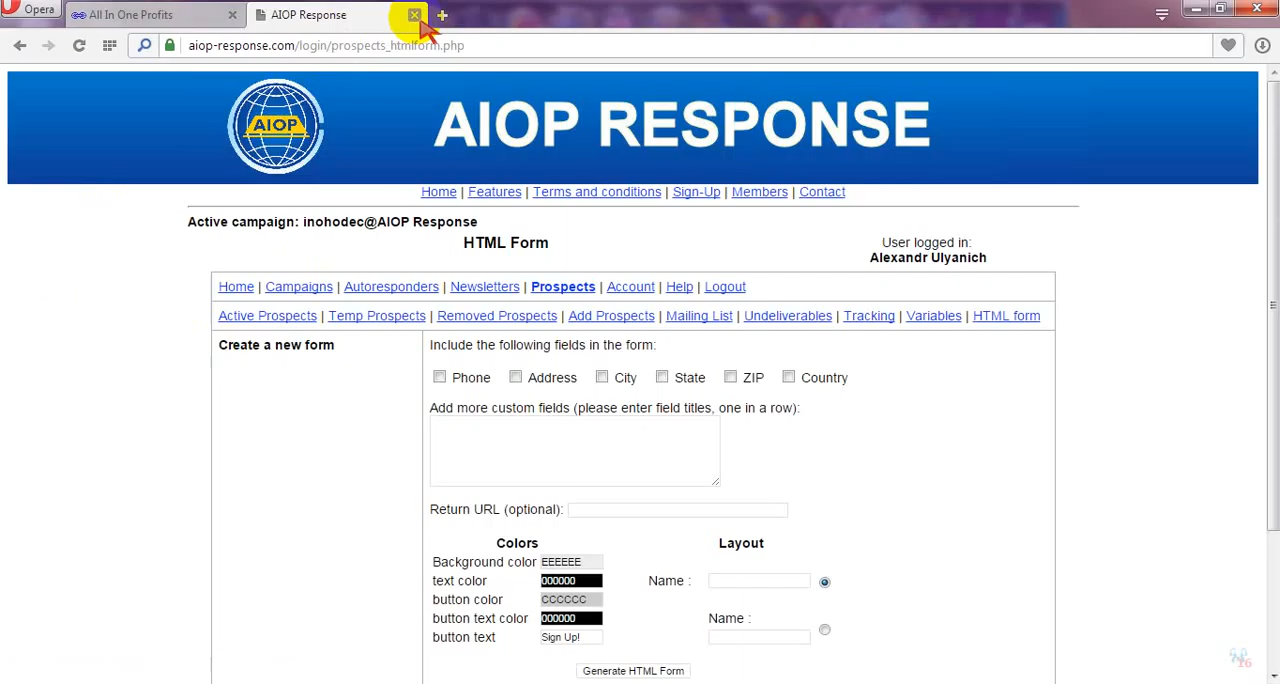 Opera
All In One Profits
AIOP Response
aiop-response.com/login/prospects_htmlform.php
AIOP
AIOP RESPONSE
Home | Features | Terms and conditions | Sign-Up | Members | Contact
Active campaign: inohodec@AIOP Response
HTML Form
User logged in:
Alexandr Ulyanich
Home | Campaigns | Autoresponders | Newsletters | Prospects | Account | Help | Logout
Active Prospects | Temp Prospects | Removed Prospects | Add Prospects | Mailing List | Undeliverables | Tracking | Variables | HTML form
Create a new form
Include the following fields in the form:
Phone Address City State ZIP Country
Add more custom fields (please enter field titles, one in a row):
Return URL (optional):
Colors Layout
Background color EEEEEE
text color 000000 Name :
button color CCCCCC
button text color 000000 Name :
button text Sign Up!
Generate HTML Form